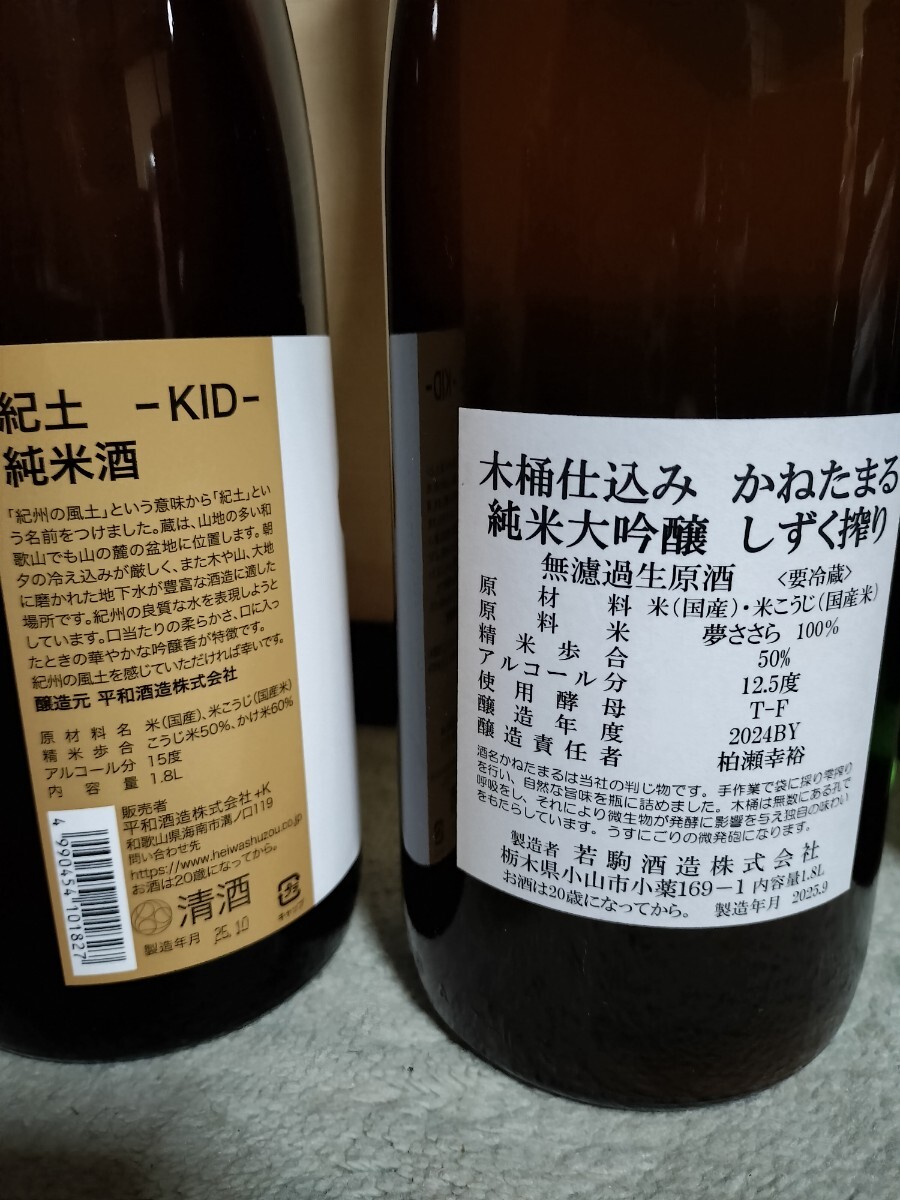 紀土 -KID-
純米酒
「紀州の風土」という意味から「紀土」とい
う名前をつけました。蔵は、山地の多い和
歌山でも山の麓の盆地に位置します。朝
夕の冷え込みが厳しく、また木や山、大地
に磨かれた地下水が豊富な酒造に適した
場所です。紀州の良質な水を表現しようと
しています。口当たりの柔らかさ、口に入っ
たときの華やかな吟醸香が特徴です。
紀州の風土を感じていただければ幸いです。
醸造元 平和酒造株式会社
原材料名 米(国産)、米こうじ(国産米)
精米歩合 こうじ米50%、かけ米60%
アルコール分 15度
内容量 1.8L
販売者
平和酒造株式会社+K
和歌山県海南市溝ノ口119
問い合わせ先
https://www.heiwashuzou.co.jp
お酒は20歳になってから。
清酒
キャップ
製造年月 25.10
4 990454 101827
-KID-
木桶仕込み かねたまる
純米大吟醸 しずく搾り
無濾過生原酒 <要冷蔵>
原材料 米(国産)・米こうじ(国産米)
原料米 夢ささら 100%
精米歩合 50%
アルコール分 12.5度
使用酵母 T-F
醸造年度 2024BY
醸造責任者 柏瀬幸裕
酒名かねたまるは当社の判じ物です。手作業で袋に採り雫搾り
を行い、自然な旨味を瓶に詰めました。木桶は無数にある孔で
呼吸をし、それにより微生物が発酵に影響を与え独自の味わい
をもたらしています。うすにごりの微発砲になります。
製造者 若駒酒造株式会社
栃木県小山市小薬169-1 内容量1.8L
お酒は20歳になってから。 製造年月 2025.9